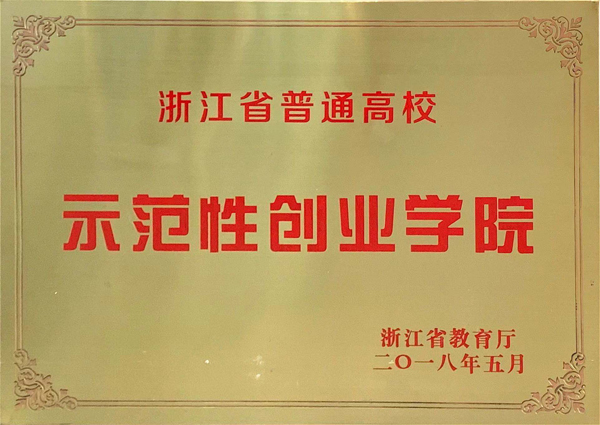 浙江省普通高校
示范性创业学院
浙江省教育厅
二〇一八年五月